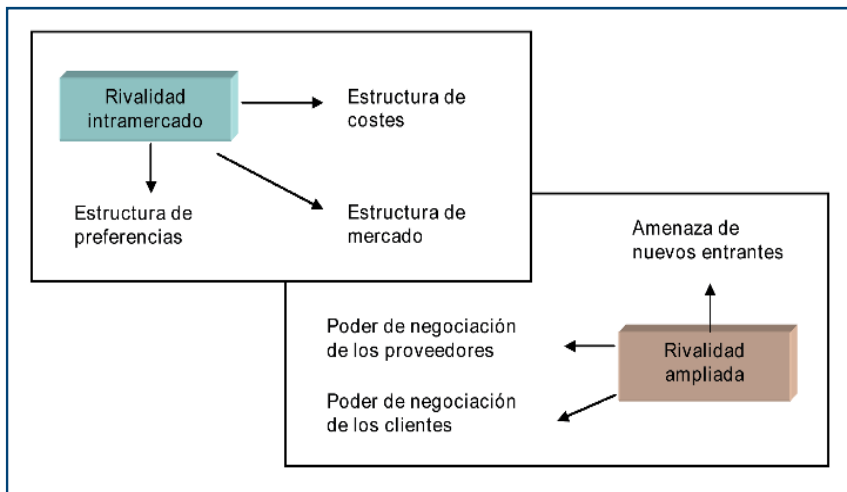 Rivalidad
intramercado
Estructura de
costes
Estructura de
preferencias
Estructura de
mercado
Amenaza de
nuevos entrantes
Poder de negociación
de los proveedores
Rivalidad
ampliada
Poder de negociación
de los clientes